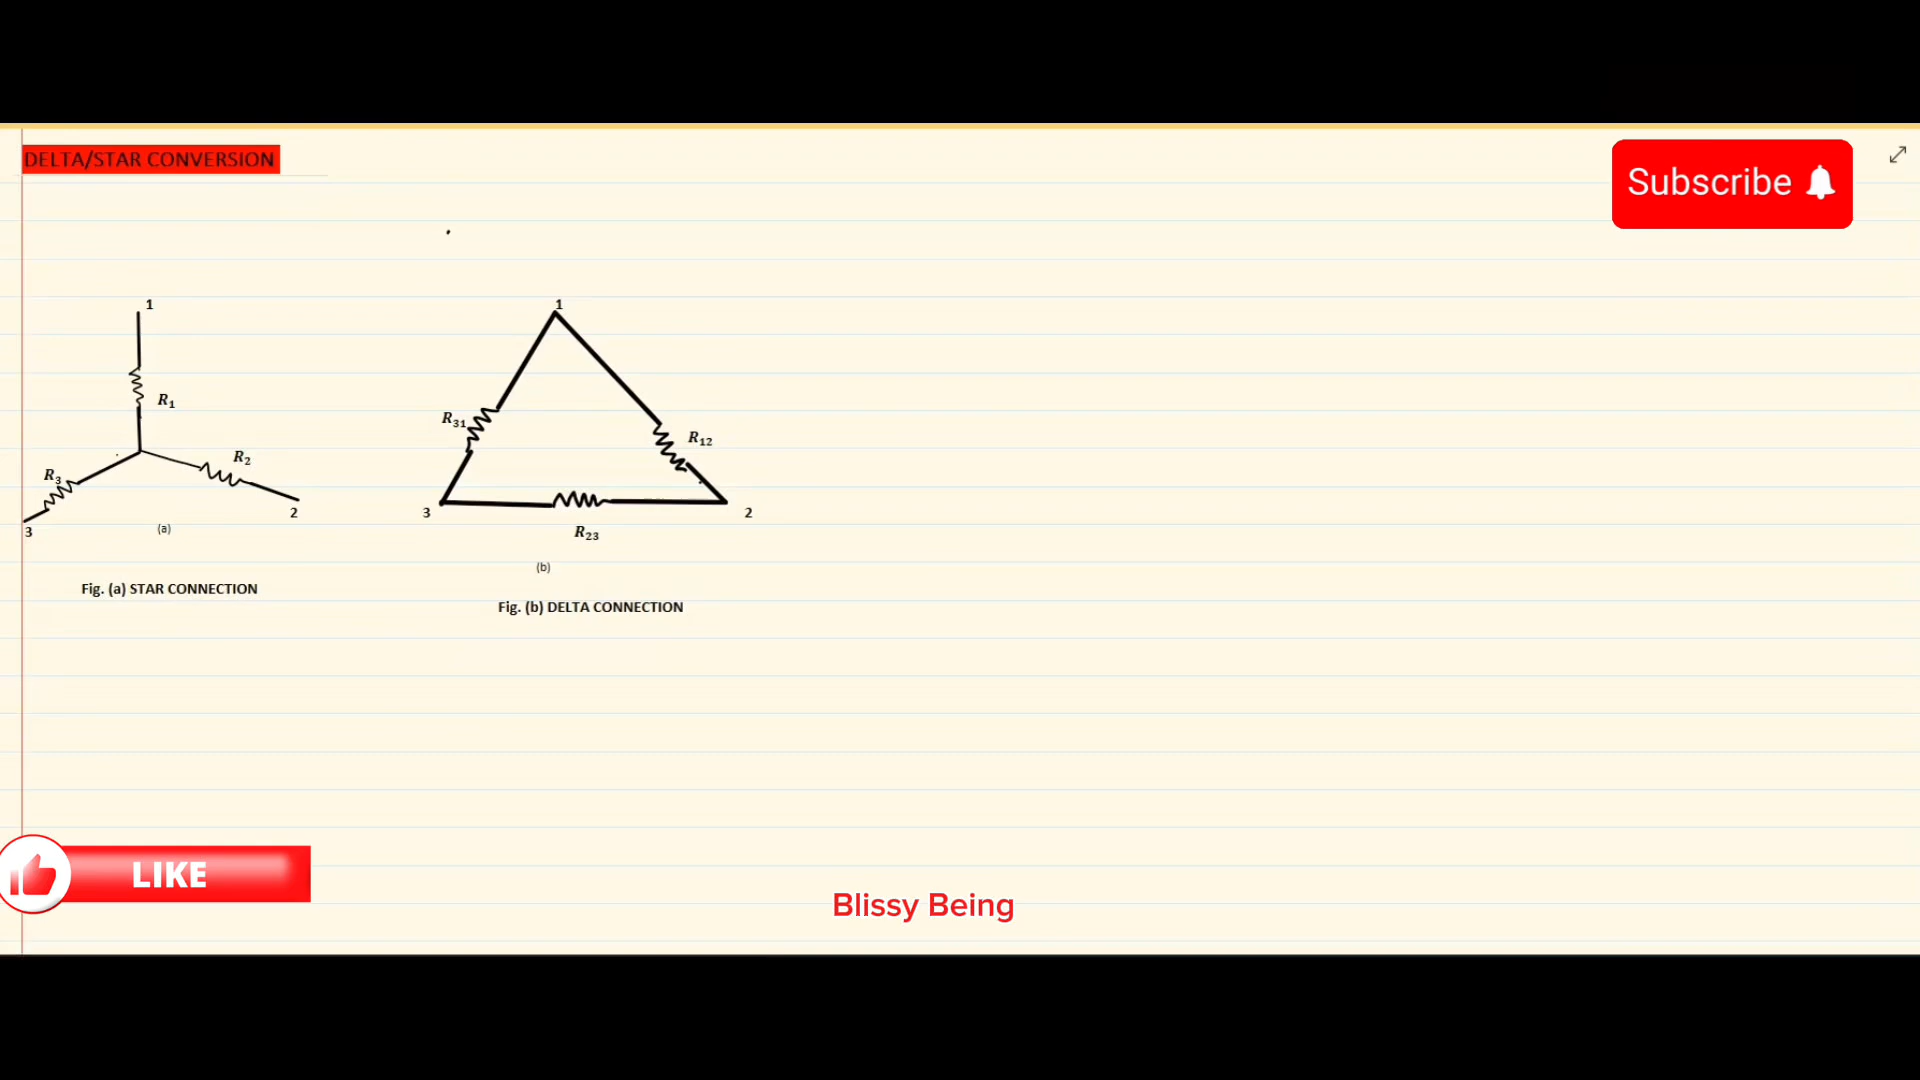 DELTA/STAR CONVERSION
Subscribe
1
1
R1
R31
R12
R2
R3
3
2
3
2
(a)
R23
(b)
Fig. (a) STAR CONNECTION
Fig. (b) DELTA CONNECTION
LIKE
Blissy Being